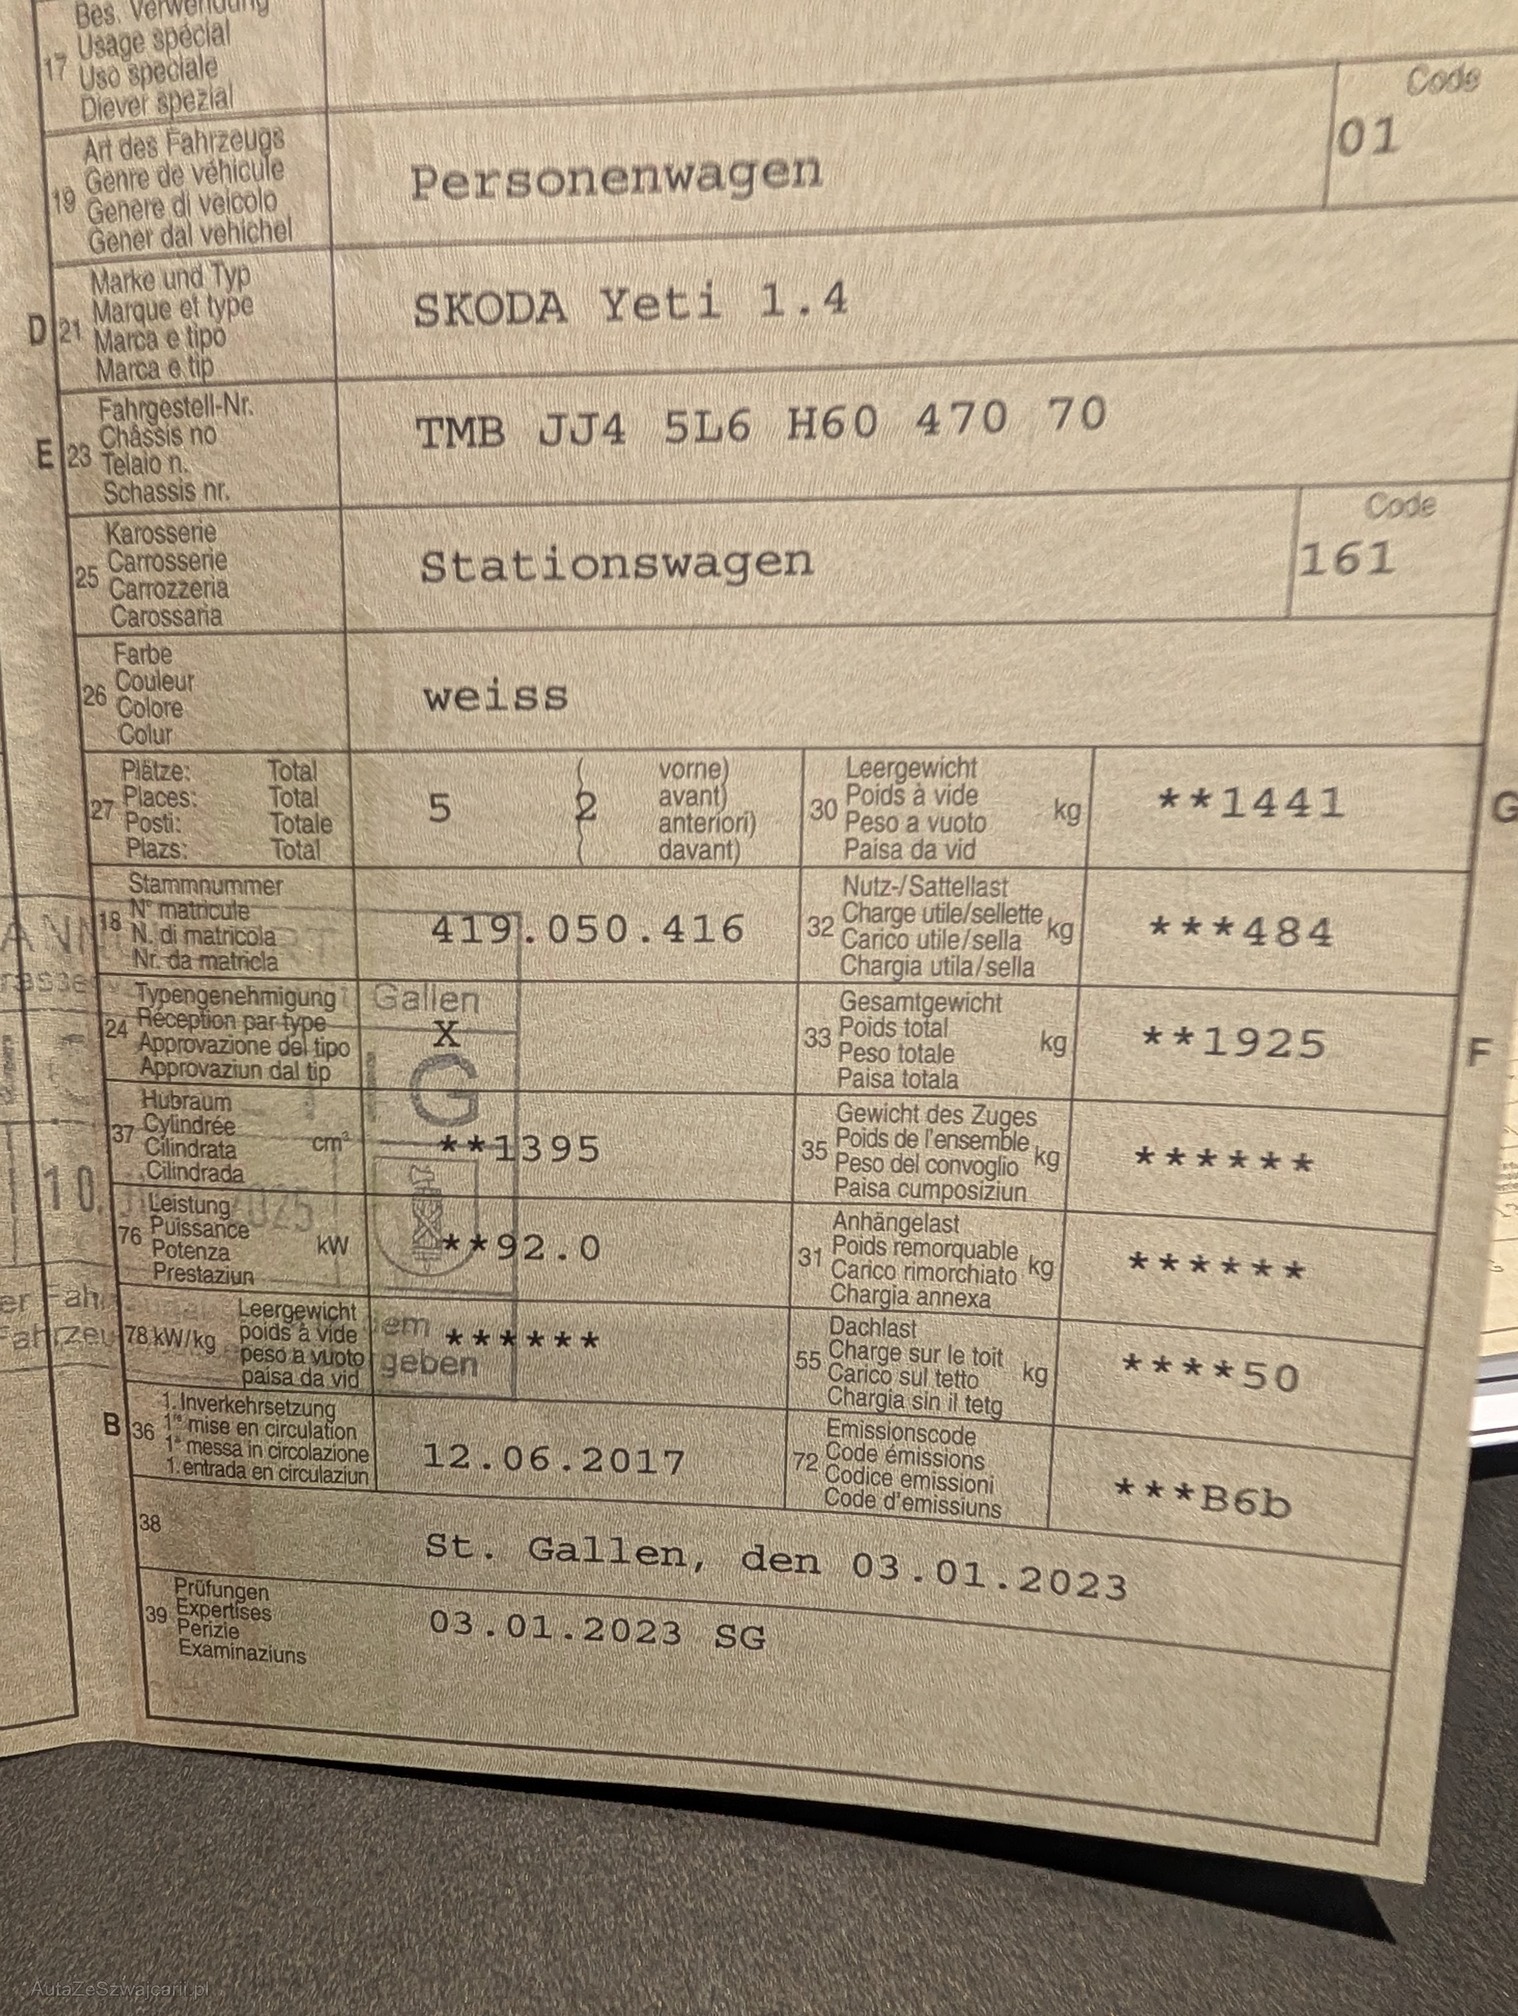 Bes. Verwendung
17 Usage spécial
Uso speciale
Diever spezial
Code
Art des Fahrzeugs
Genre de véhicule
19 Genere di veicolo
Gener dal vehichel
Personenwagen
01
Marke und Typ
Marque et type
D 21 Marca e tipo
Marca e tip
SKODA Yeti 1.4
Fahrgestell-Nr.
Châssis no
E 23 Telaio n.
Schassis nr.
TMB JJ4 5L6 H60 470 70
Karosserie
Carrosserie
25 Carrozzeria
Carossaria
Stationswagen
Code
161
Farbe
Couleur
26 Colore
Colur
weiss
Plätze: Total
Places: Total
27 Posti: Totale
Plazs: Total
5 ( 2 vorne)
avant)
anteriori)
davant)
Leergewicht
30 Poids à vide kg
Peso a vuoto
Paisa da vid
**1441
G
Stammnummer
18 N° matricule
N. di matricola
Nr. da matricla
419.050.416
Nutz-/Sattellast
32 Charge utile/sellette kg
Carico utile/sella
Chargia utila/sella
***484
Typengenehmigung
24 Réception par type
Approvazione del tipo
Approvaziun dal tip
Gallen
X
G
Gesamtgewicht
33 Poids total kg
Peso totale
Paisa totala
**1925
F
Hubraum
37 Cylindrée
Cilindrata cm³
Cilindrada
**1395
Gewicht des Zuges
35 Poids de l'ensemble kg
Peso del convoglio
Paisa cumposiziun
******
10.
Leistung
76 Puissance
Potenza kW
Prestaziun
**92.0
Anhängelast
31 Poids remorquable kg
Carico rimorchiato
Chargia annexa
******
Leergewicht
78 kW/kg poids à vide
peso a vuoto
paisa da vid
******
geben
Dachlast
55 Charge sur le toit kg
Carico sul tetto
Chargia sin il tetg
****50
1. Inverkehrsetzung
B 36 1re mise en circulation
1a messa in circolazione
1. entrada en circulaziun
12.06.2017
Emissionscode
72 Code émissions
Codice emissioni
Code d'emissiuns
***B6b
38
St. Gallen, den 03.01.2023
Prüfungen
39 Expertises
Perizie
Examinaziuns
03.01.2023 SG
AutaZeSzwajcarii.pl